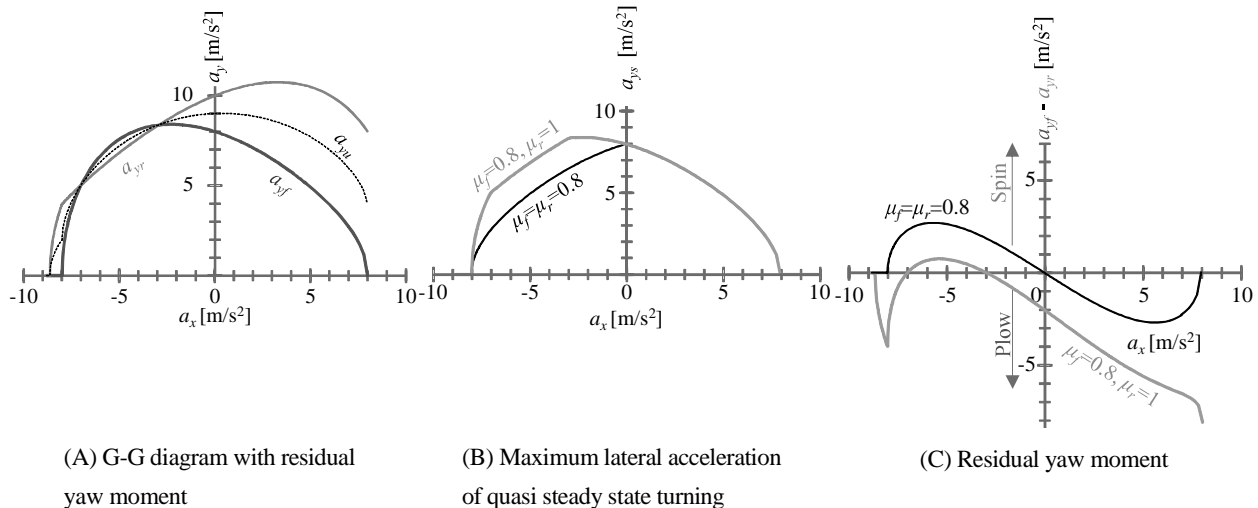 a_y [m/s²]
10
5
-10
-5
0
5
10
a_x [m/s²]
a_yr
a_yu
a_yf
a_ys [m/s²]
10
5
-10
-5
0
5
10
a_x [m/s²]
μ_f=0.8, μ_r=1
μ_f=μ_r=0.8
a_yf - a_yr [m/s²]
5
-5
-10
-5
0
5
10
Spin
Plow
μ_f=μ_r=0.8
a_x [m/s²]
μ_f=0.8, μ_r=1
(A) G-G diagram with residual
yaw moment
(B) Maximum lateral acceleration
of quasi steady state turning
(C) Residual yaw moment